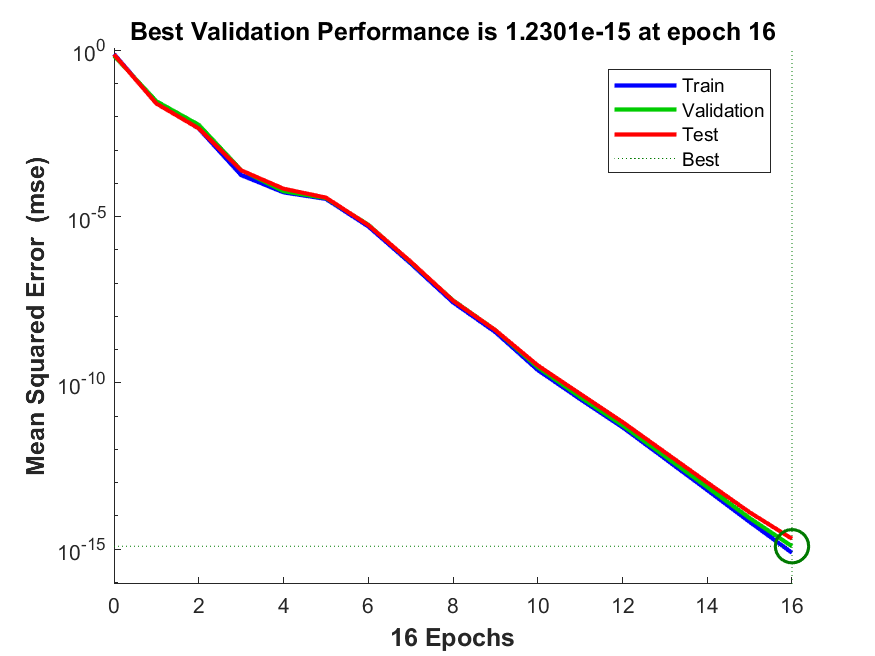 Best Validation Performance is 1.2301e-15 at epoch 16
Mean Squared Error (mse)
10^0
10^-5
10^-10
10^-15
Train
Validation
Test
Best
0 2 4 6 8 10 12 14 16
16 Epochs